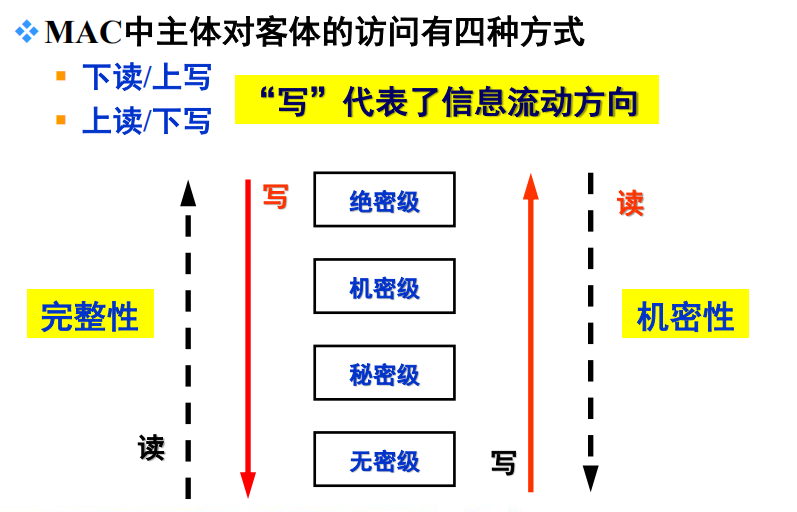 MAC中主体对客体的访问有四种方式
下读/上写
“写”代表了信息流动方向
上读/下写
写
绝密级
读
机密级
完整性
机密性
秘密级
读
无密级
写